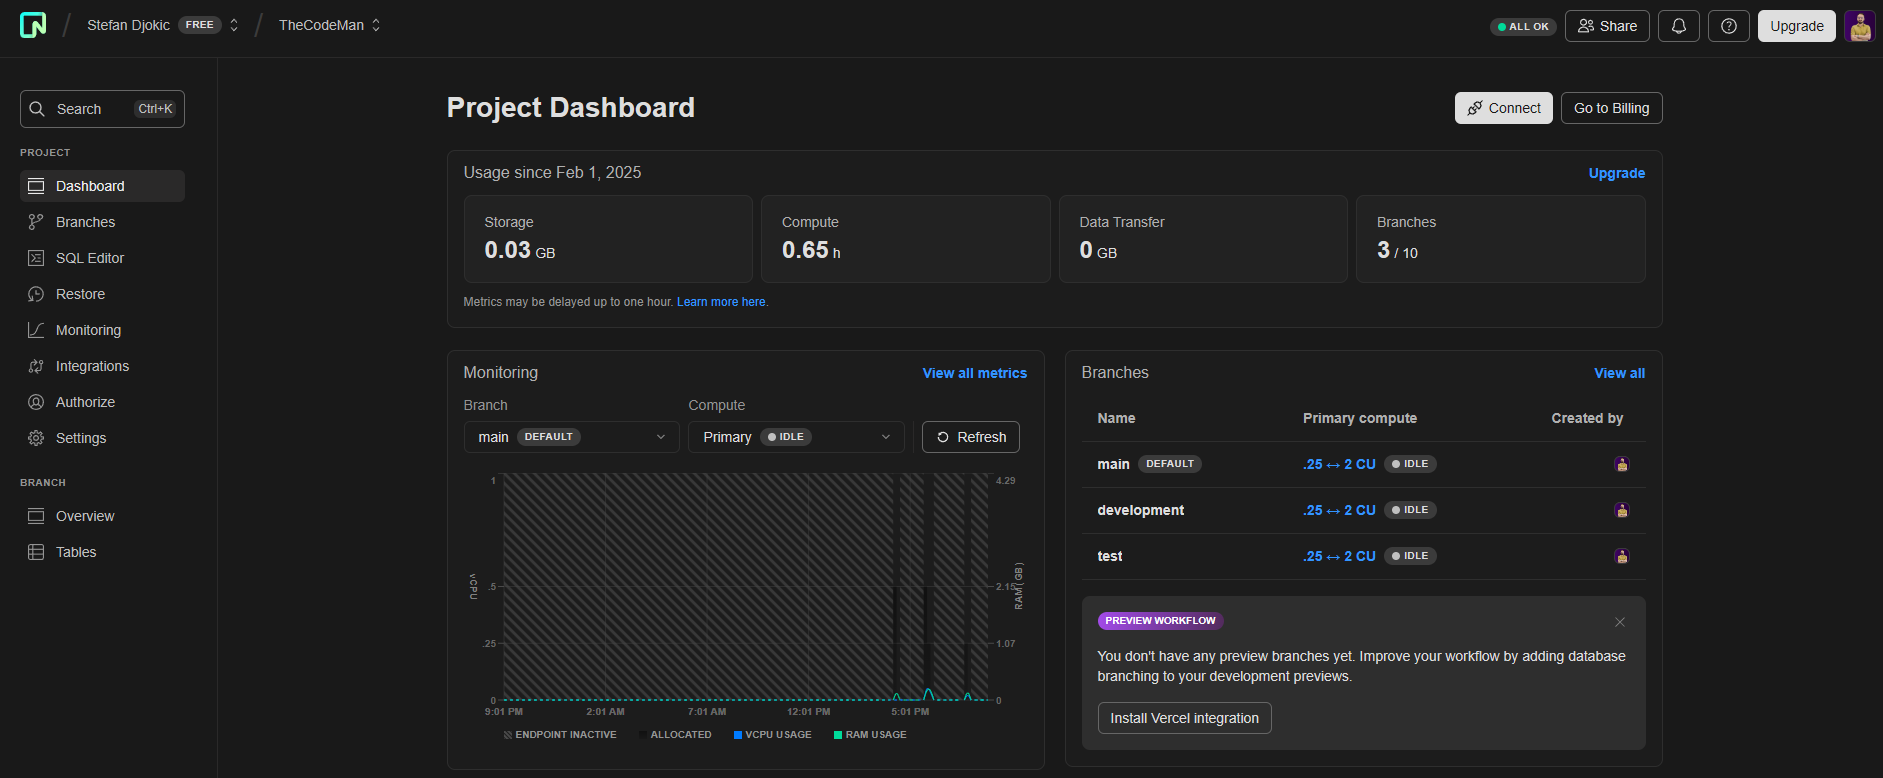 Stefan Djokic FREE
TheCodeMan
ALL OK
Share
Upgrade
Search Ctrl+K
PROJECT
Dashboard
Branches
SQL Editor
Restore
Monitoring
Integrations
Authorize
Settings
BRANCH
Overview
Tables
Project Dashboard
Connect
Go to Billing
Usage since Feb 1, 2025
Upgrade
Storage
0.03 GB
Compute
0.65 h
Data Transfer
0 GB
Branches
3 / 10
Metrics may be delayed up to one hour. Learn more here.
Monitoring
View all metrics
Branch
Compute
main DEFAULT
Primary IDLE
Refresh
1
.5
.25
0
vCPU
4.29
2.15
1.07
0
RAM (GB)
9:01 PM
2:01 AM
7:01 AM
12:01 PM
5:01 PM
ENDPOINT INACTIVE
ALLOCATED
VCPU USAGE
RAM USAGE
Branches
View all
Name Primary compute Created by
main DEFAULT .25 ↔ 2 CU IDLE
development .25 ↔ 2 CU IDLE
test .25 ↔ 2 CU IDLE
PREVIEW WORKFLOW
You don't have any preview branches yet. Improve your workflow by adding database
branching to your development previews.
Install Vercel integration